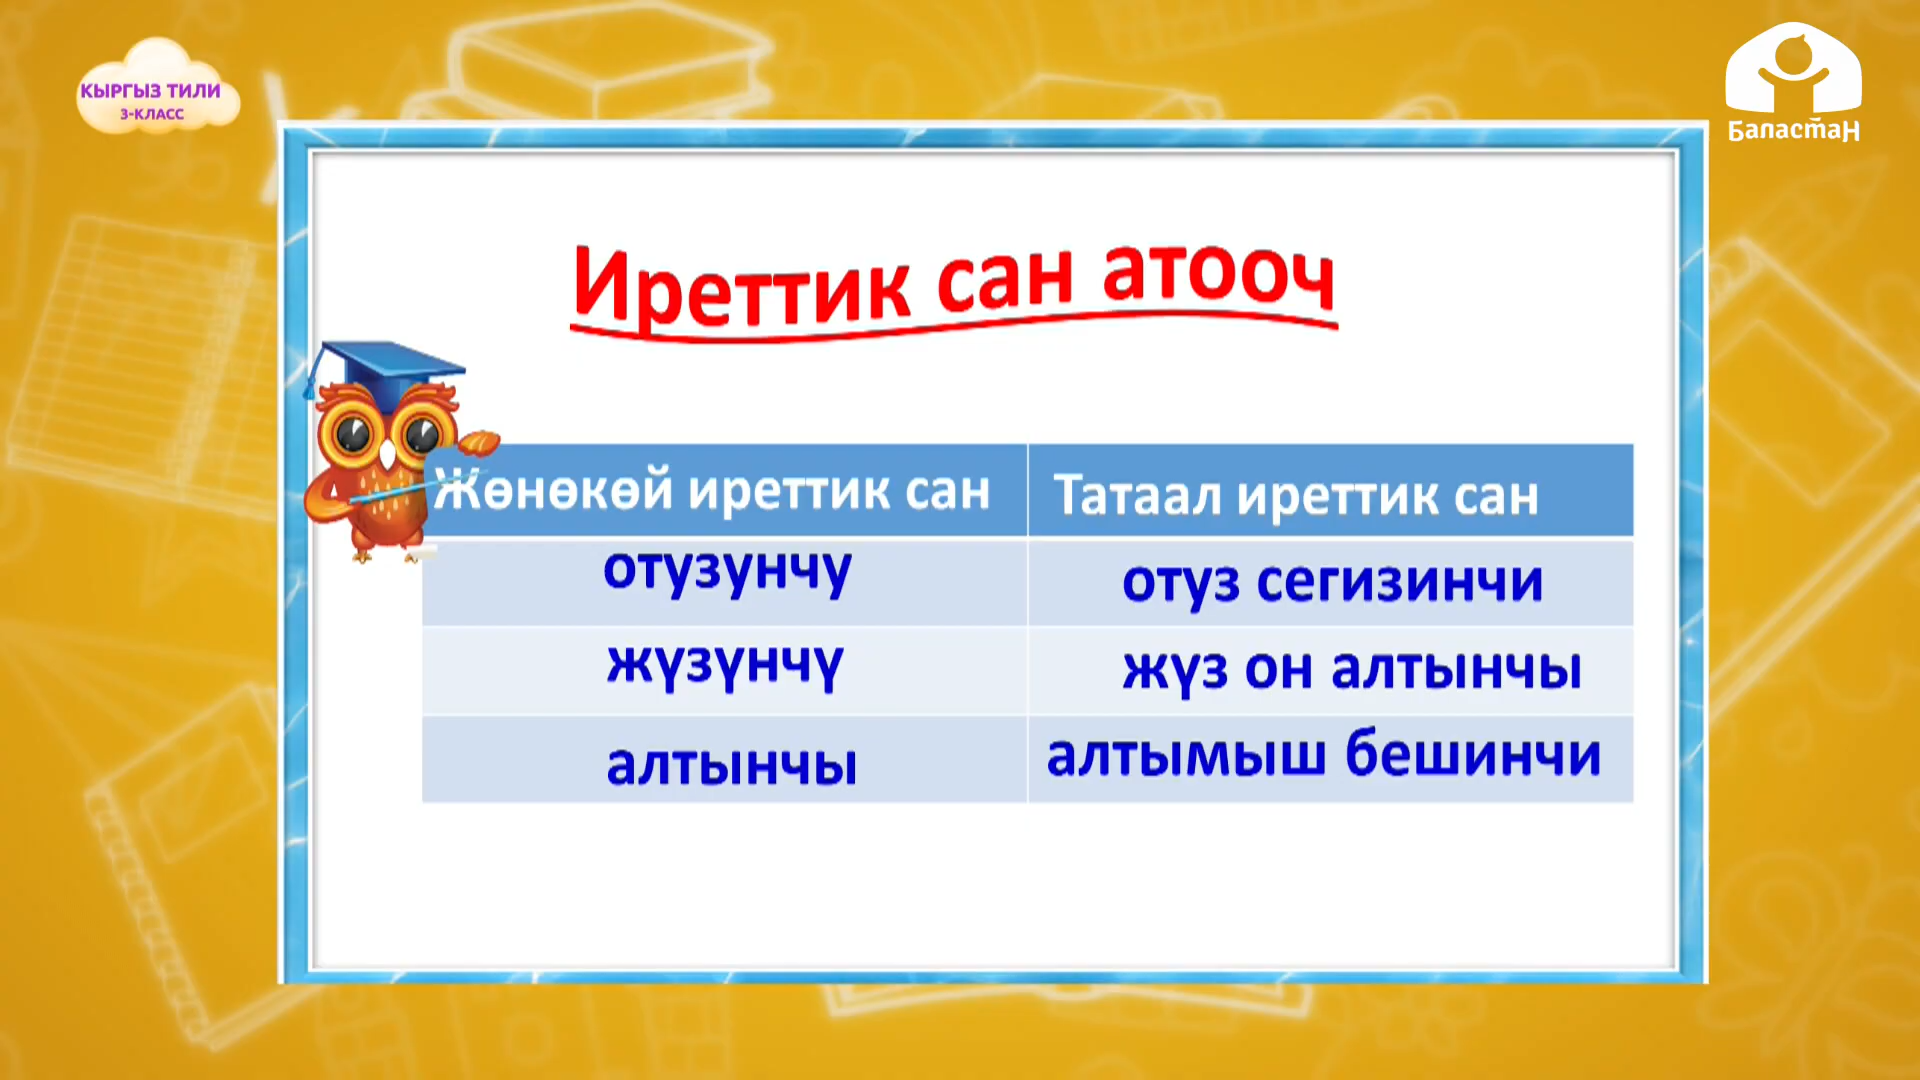 КЫРГЫЗ ТИЛИ
3-КЛАСС
Баластан
Иреттик сан атооч
Жөнөкөй иреттик сан
Татаал иреттик сан
отузунчу
отуз сегизинчи
жүзүнчү
жүз он алтынчы
алтынчы
алтымыш бешинчи